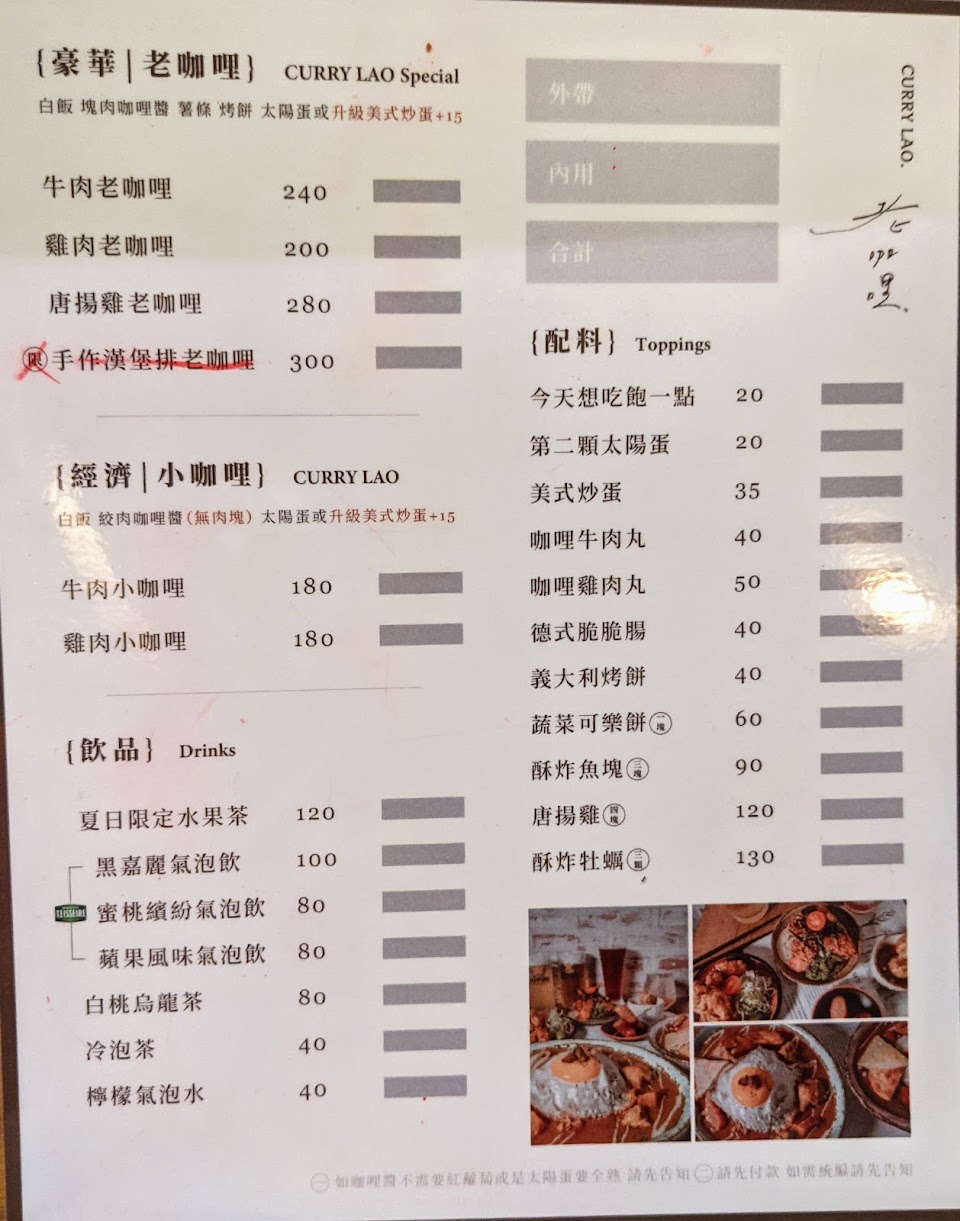 {豪華|老咖哩} CURRY LAO Special
白飯 塊肉咖哩醬 薯條 烤餅 太陽蛋或升級美式炒蛋+15
牛肉老咖哩 240
雞肉老咖哩 200
唐揚雞老咖哩 280
限 手作漢堡排老咖哩 300
{經濟|小咖哩} CURRY LAO
白飯 絞肉咖哩醬(無肉塊) 太陽蛋或升級美式炒蛋+15
牛肉小咖哩 180
雞肉小咖哩 180
{飲品} Drinks
夏日限定水果茶 120
黑嘉麗氣泡飲 100
TEISSEIRE 蜜桃繽紛氣泡飲 80
蘋果風味氣泡飲 80
白桃烏龍茶 80
冷泡茶 40
檸檬氣泡水 40
外帶
內用
合計
CURRY LAO.
老咖哩.
{配料} Toppings
今天想吃飽一點 20
第二顆太陽蛋 20
美式炒蛋 35
咖哩牛肉丸 40
咖哩雞肉丸 50
德式脆脆腸 40
義大利烤餅 40
蔬菜可樂餅 一塊 60
酥炸魚塊 三塊 90
唐揚雞 四塊 120
酥炸牡蠣 三顆 130
一 如咖哩醬不需要紅蘿蔔或是太陽蛋要全熟 請先告知 二 請先付款 如需統編請先告知